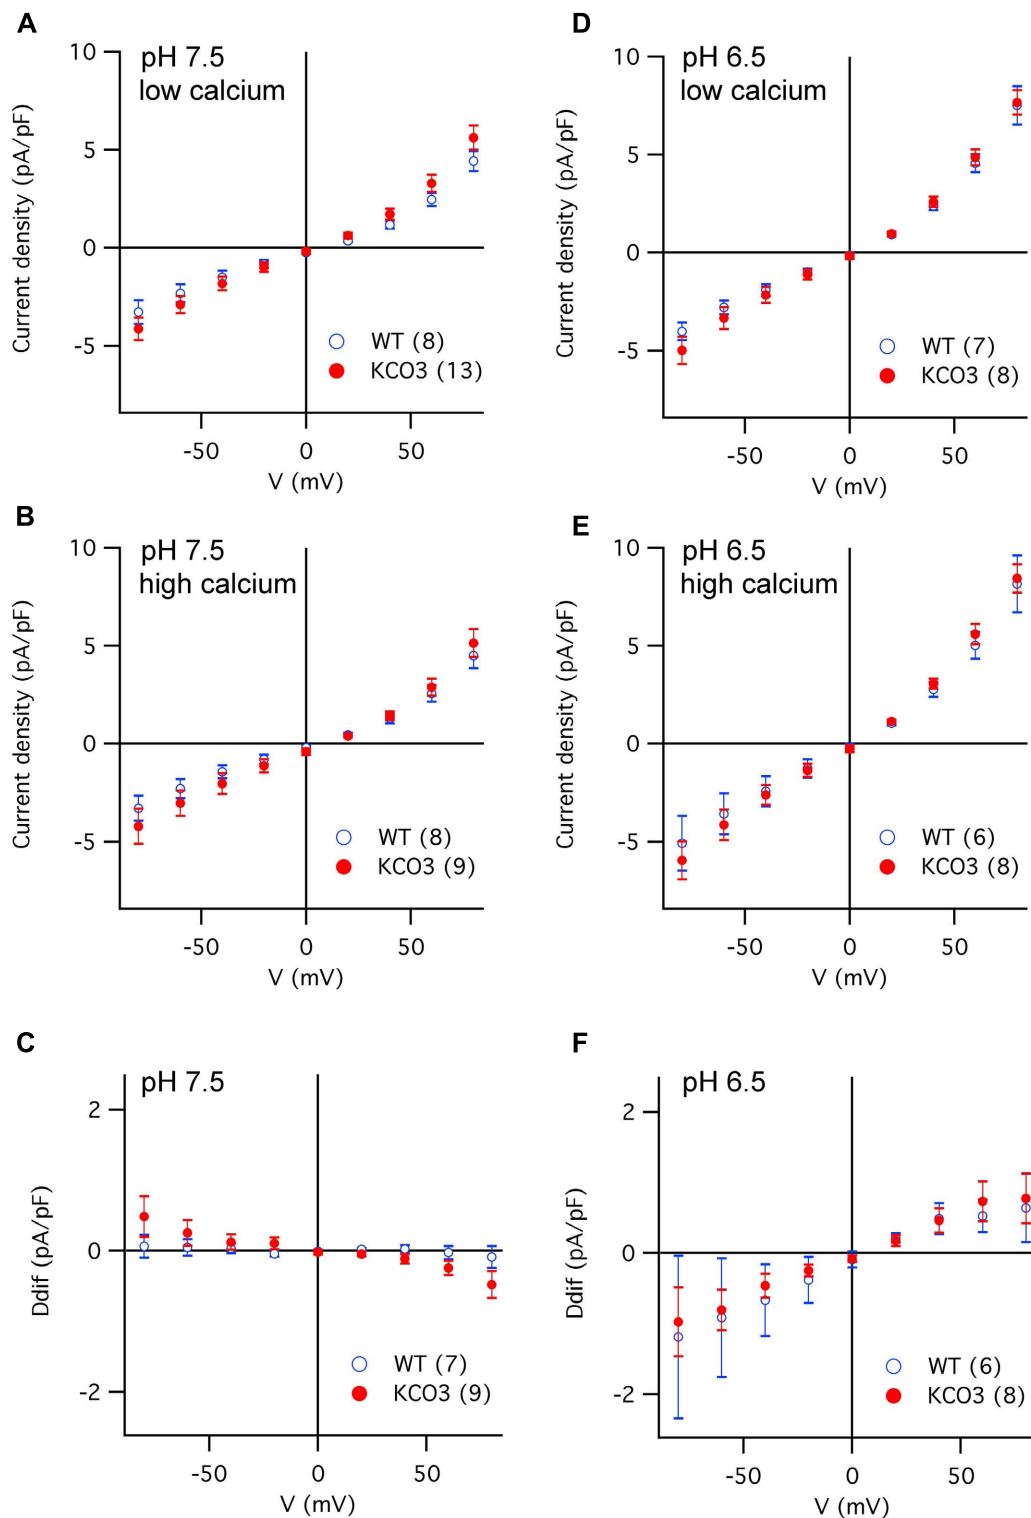 A
pH 7.5
low calcium
10
5
0
-5
Current density (pA/pF)
WT (8)
KCO3 (13)
-50
0
50
V (mV)
D
pH 6.5
low calcium
10
5
0
-5
Current density (pA/pF)
WT (7)
KCO3 (8)
-50
0
50
V (mV)
B
pH 7.5
high calcium
10
5
0
-5
Current density (pA/pF)
WT (8)
KCO3 (9)
-50
0
50
V (mV)
E
pH 6.5
high calcium
10
5
0
-5
Current density (pA/pF)
WT (6)
KCO3 (8)
-50
0
50
V (mV)
C
pH 7.5
2
0
-2
Ddif (pA/pF)
WT (7)
KCO3 (9)
-50
0
50
V (mV)
F
pH 6.5
2
0
-2
Ddif (pA/pF)
WT (6)
KCO3 (8)
-50
0
50
V (mV)